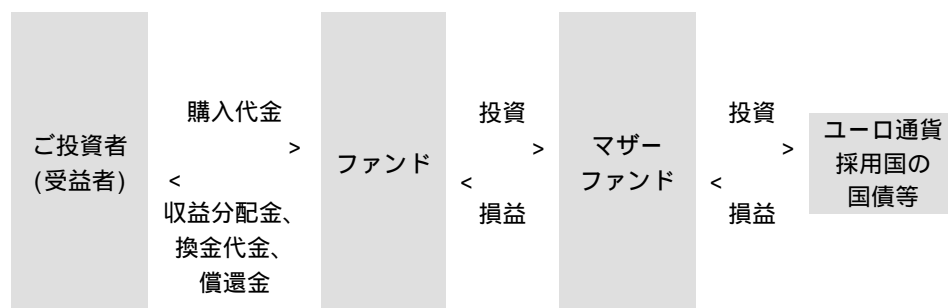 ご投資者
(受益者)
購入代金
>
<
収益分配金、
換金代金、
償還金
ファンド
投資
>
<
損益
マザー
ファンド
投資
>
<
損益
ユーロ通貨
採用国の
国債等